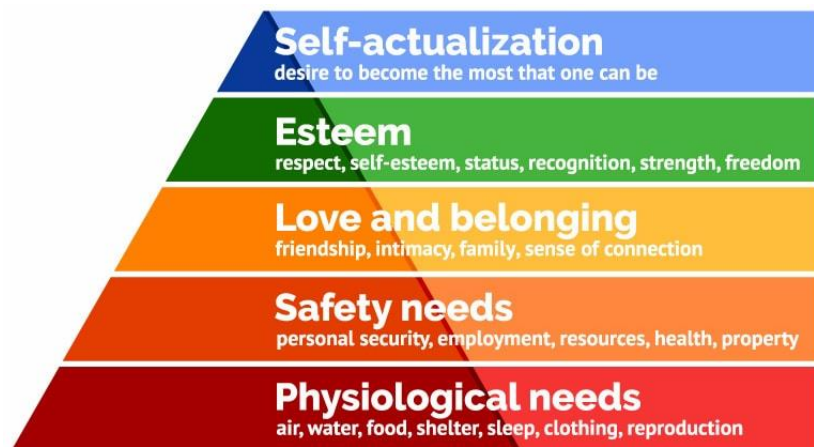 Self-actualization
desire to become the most that one can be
Esteem
respect, self-esteem, status, recognition, strength, freedom
Love and belonging
friendship, intimacy, family, sense of connection
Safety needs
personal security, employment, resources, health, property
Physiological needs
air, water, food, shelter, sleep, clothing, reproduction